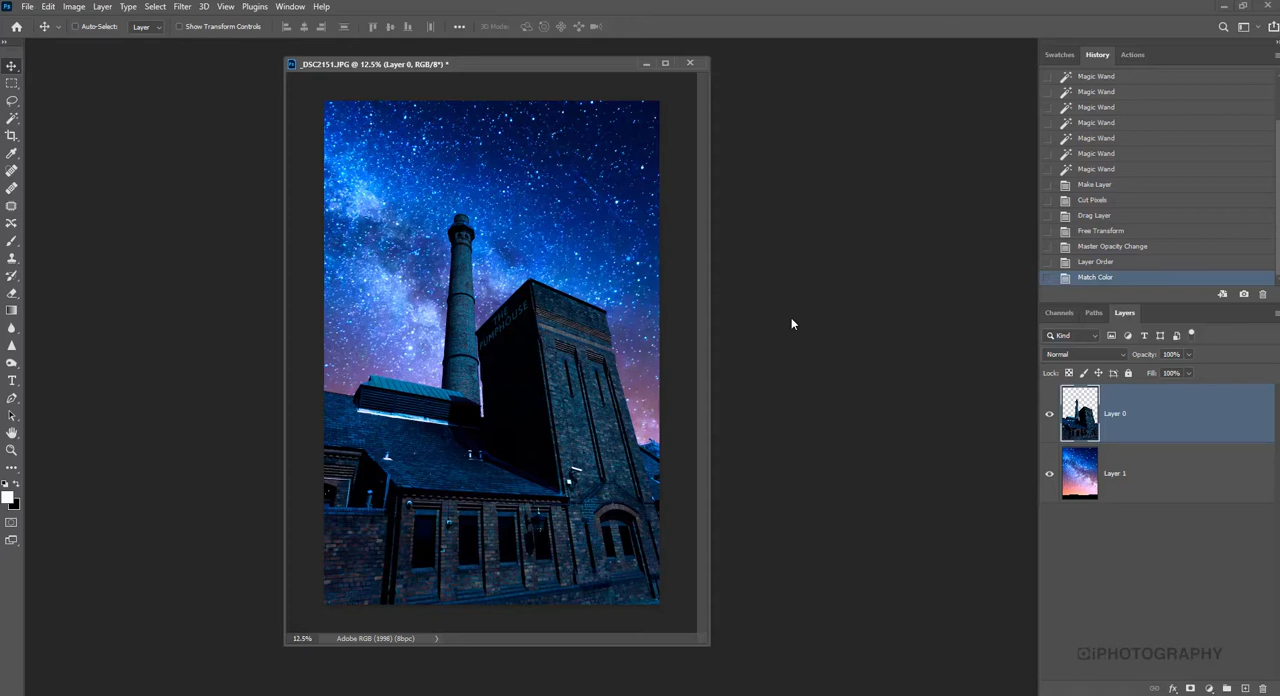 Ps File Edit Image Layer Type Select Filter 3D View Plugins Window Help
Auto-Select: Layer Show Transform Controls ••• 3D Mode:
_DSC2151.JPG @ 12.5% (Layer 0, RGB/8*) *
THE
PUMPHOUSE
12.5% Adobe RGB (1998) (8bpc)
Swatches History Actions
Magic Wand
Magic Wand
Magic Wand
Magic Wand
Magic Wand
Magic Wand
Magic Wand
Make Layer
Cut Pixels
Drag Layer
Free Transform
Master Opacity Change
Layer Order
Match Color
Channels Paths Layers
Kind
Normal Opacity: 100%
Lock: Fill: 100%
Layer 0
Layer 1
iPHOTOGRAPHY